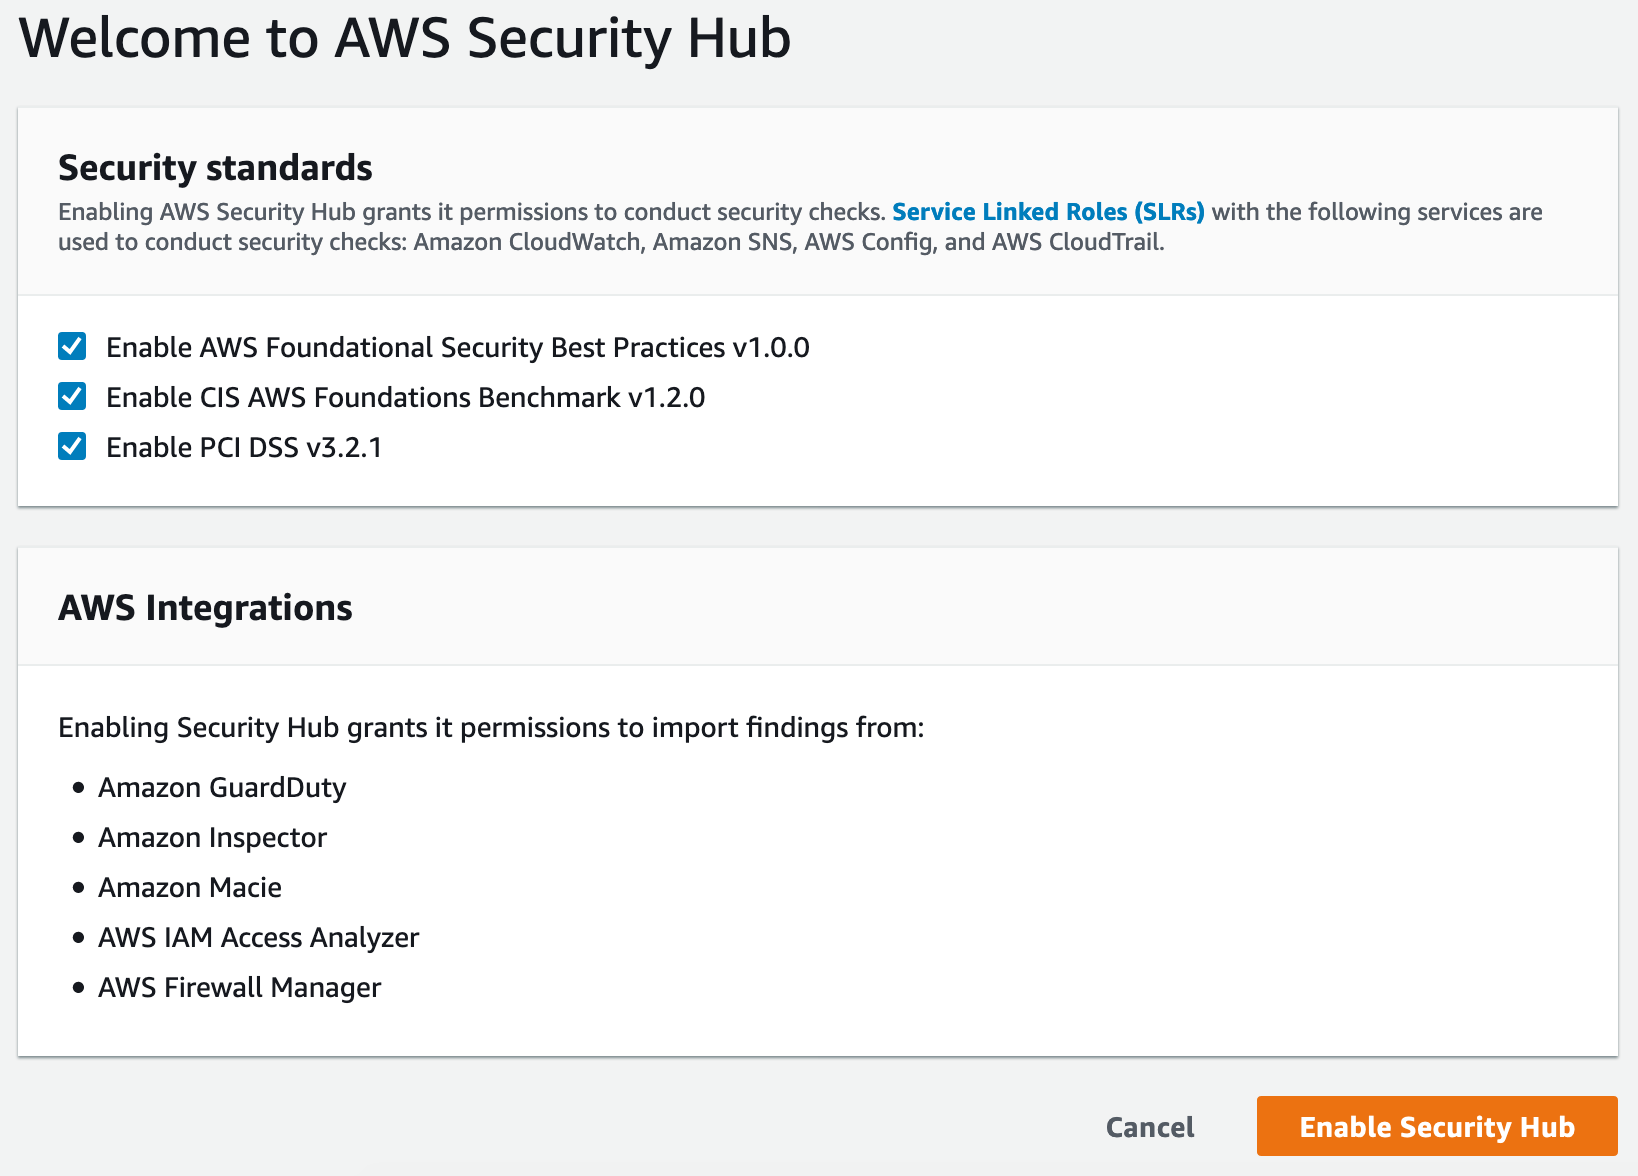 Welcome to AWS Security Hub
Security standards
Enabling AWS Security Hub grants it permissions to conduct security checks. Service Linked Roles (SLRs) with the following services are
used to conduct security checks: Amazon CloudWatch, Amazon SNS, AWS Config, and AWS CloudTrail.
Enable AWS Foundational Security Best Practices v1.0.0
Enable CIS AWS Foundations Benchmark v1.2.0
Enable PCI DSS v3.2.1
AWS Integrations
Enabling Security Hub grants it permissions to import findings from:
• Amazon GuardDuty
• Amazon Inspector
• Amazon Macie
• AWS IAM Access Analyzer
• AWS Firewall Manager
Cancel
Enable Security Hub